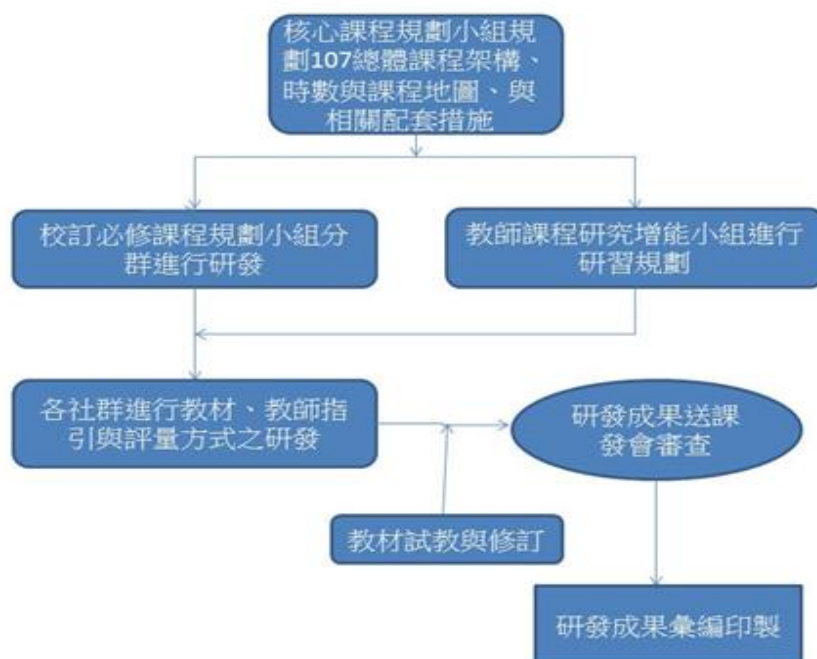 核心課程規劃小組規
劃107總體課程架構、
時數與課程地圖、與
相關配套措施
校訂必修課程規劃小組分
群進行研發
教師課程研究增能小組進行
研習規劃
各社群進行教材、教師指
引與評量方式之研發
研發成果送課
發會審查
教材試教與修訂
研發成果彙編印製